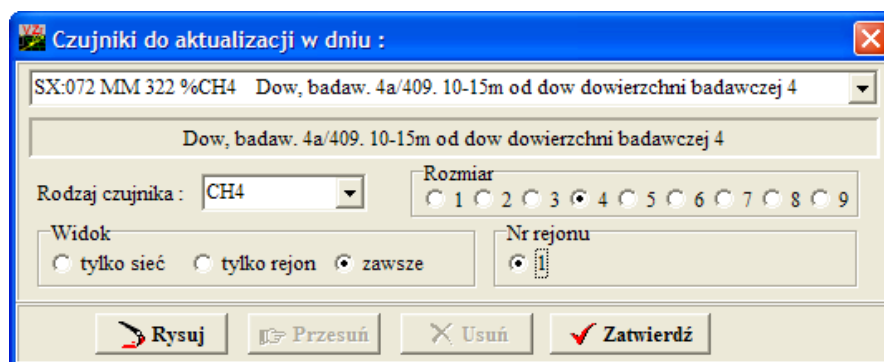 Czujniki do aktualizacji w dniu :
SX:072 MM 322 %CH4 Dow, badaw. 4a/409. 10-15m od dow dowierzchni badawczej 4
Dow, badaw. 4a/409. 10-15m od dow dowierzchni badawczej 4
Rodzaj czujnika : CH4
Rozmiar
1 2 3 4 5 6 7 8 9
Widok
tylko sieć tylko rejon zawsze
Nr rejonu
1
Rysuj Przesuń Usuń Zatwierdź